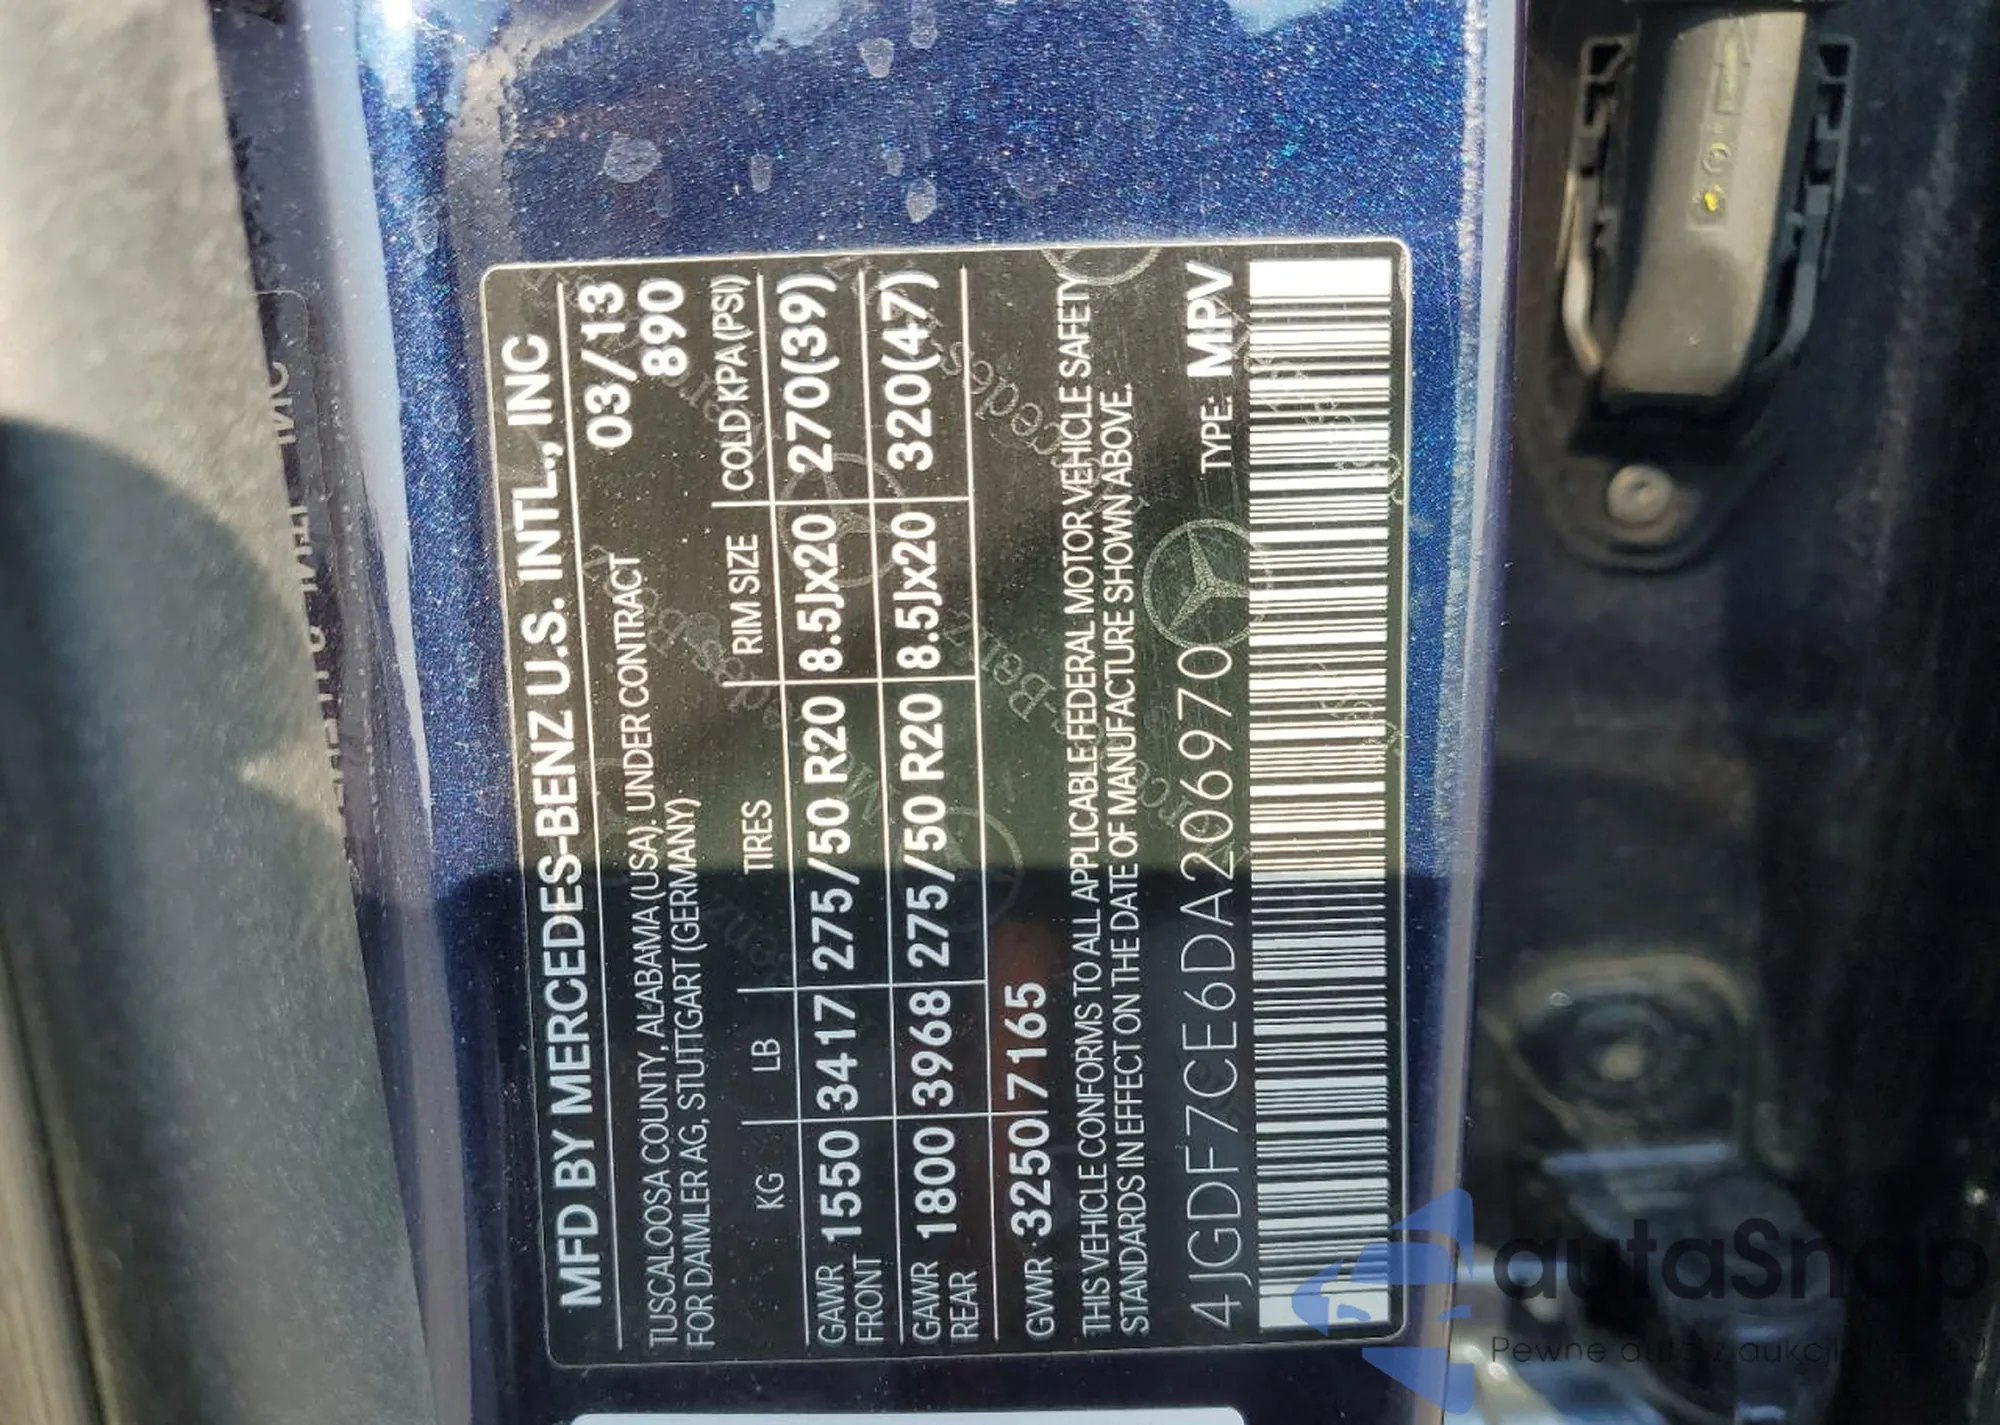 MFD BY MERCEDES-BENZ U.S. INTL., INC
03/13
TUSCALOOSA COUNTY, ALABAMA (USA). UNDER CONTRACT 890
FOR DAIMLER AG, STUTTGART (GERMANY)
KG LB TIRES RIM SIZE COLD KPA(PSI)
GAWR FRONT 1550 3417 275/50 R20 8.5Jx20 270(39)
GAWR REAR 1800 3968 275/50 R20 8.5Jx20 320(47)
GVWR 3250 7165
THIS VEHICLE CONFORMS TO ALL APPLICABLE FEDERAL MOTOR VEHICLE SAFETY
STANDARDS IN EFFECT ON THE DATE OF MANUFACTURE SHOWN ABOVE.
4JGDF7CE6DA206970 TYPE: MPV
autaSnap
Pewne auta z aukcji